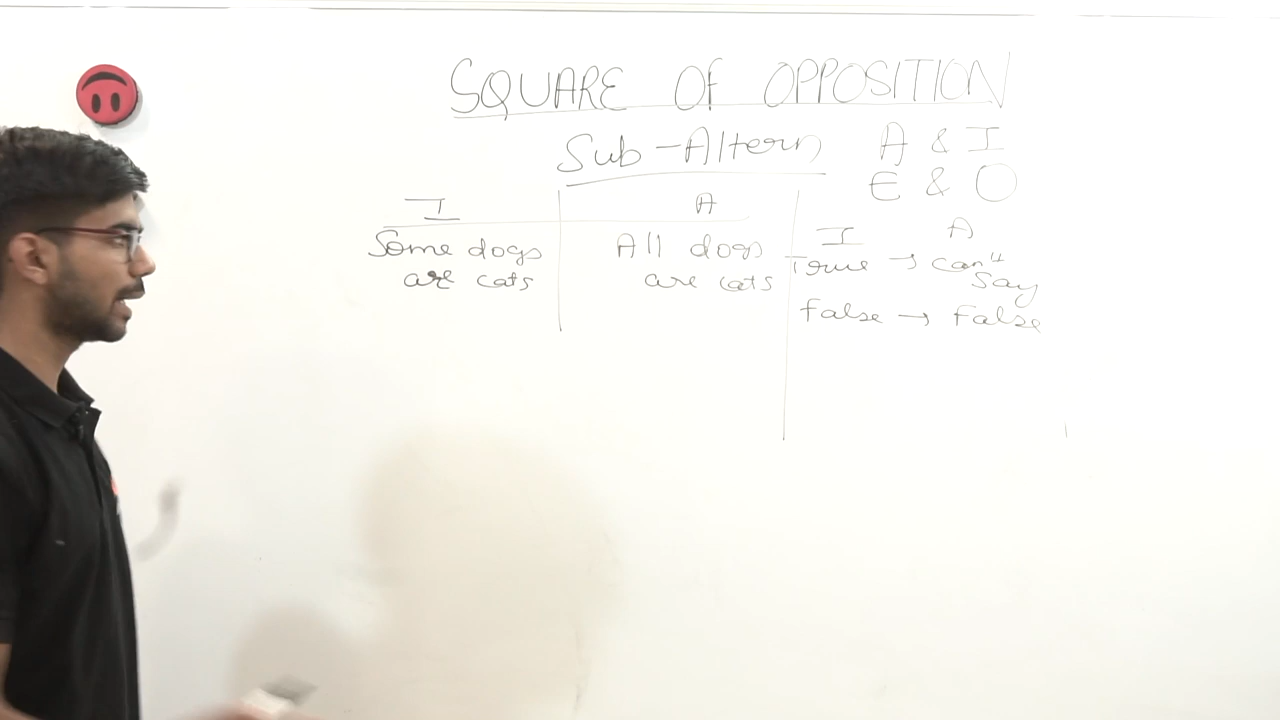 SQUARE OF OPPOSITION
Sub-Altern
A & I
E & O
I
Some dogs
are cats
A
All dogs
are cats
I A
True → can't
say
false → false